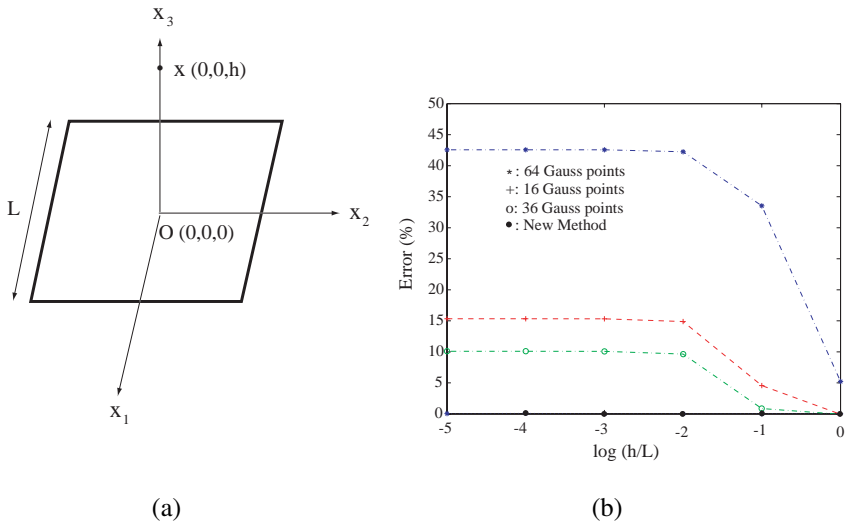 x3
x (0,0,h)
L
O (0,0,0)
x2
x1
(a)
50
45
40
35
30
25
20
15
10
5
0
Error (%)
* : 64 Gauss points
+: 16 Gauss points
o: 36 Gauss points
● : New Method
-5 -4 -3 -2 -1 0
log (h/L)
(b)